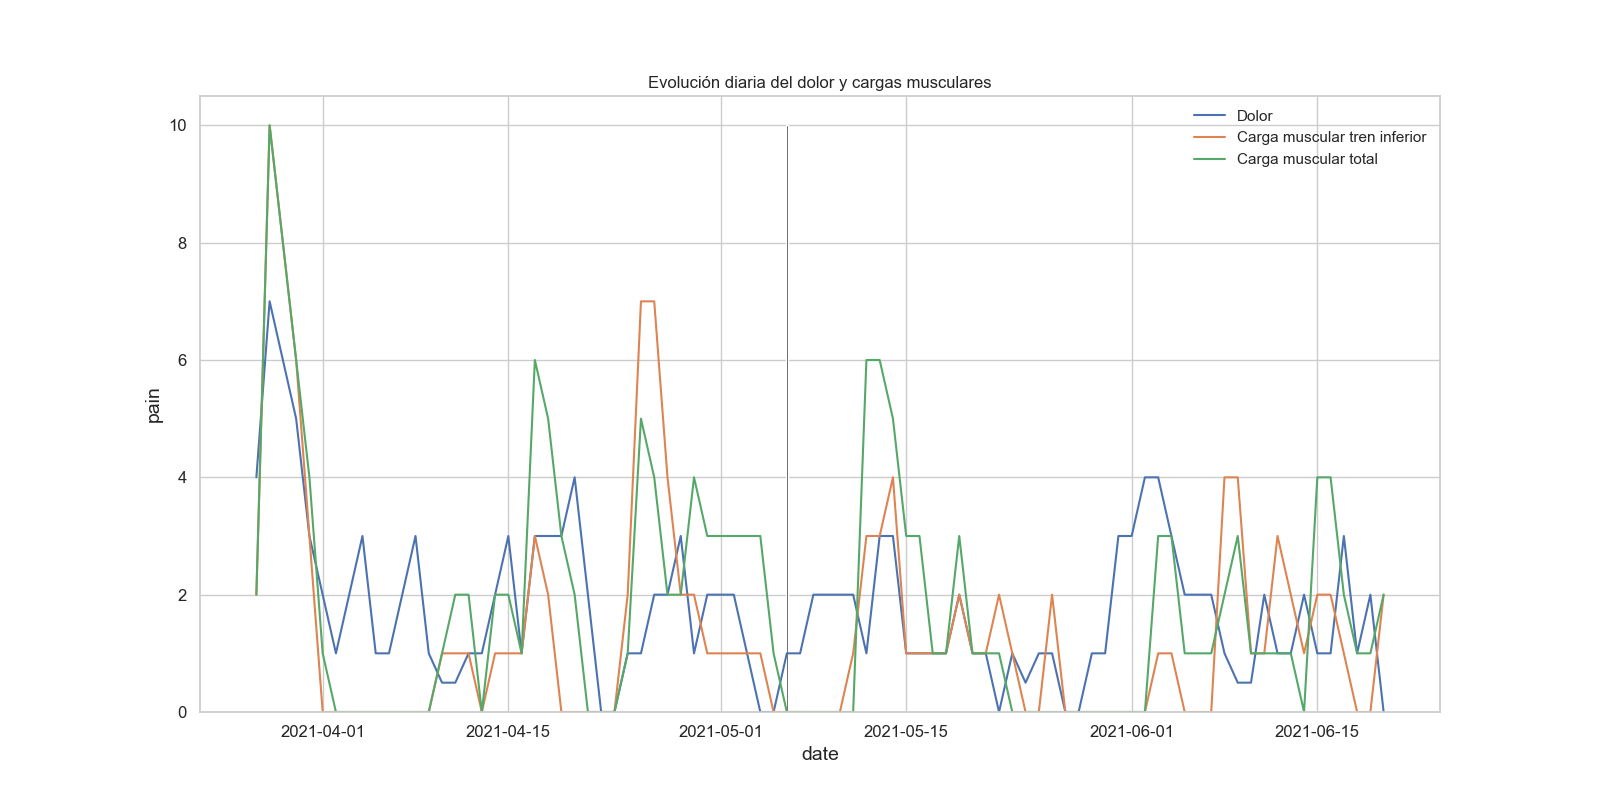 Evolución diaria del dolor y cargas musculares
Dolor
Carga muscular tren inferior
Carga muscular total
pain
10
8
6
4
2
0
2021-04-01 2021-04-15 2021-05-01 2021-05-15 2021-06-01 2021-06-15
date